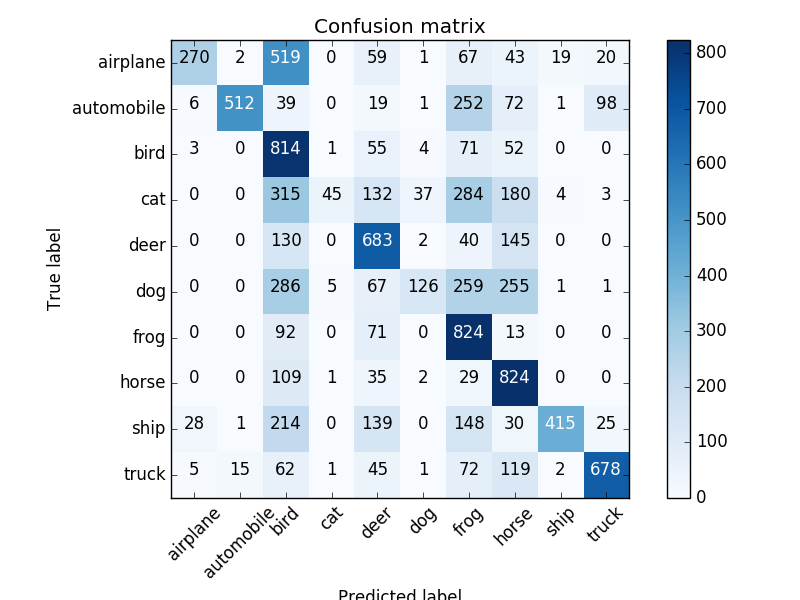 Confusion matrix
airplane 270 2 519 0 59 1 67 43 19 20
automobile 6 512 39 0 19 1 252 72 1 98
bird 3 0 814 1 55 4 71 52 0 0
cat 0 0 315 45 132 37 284 180 4 3
deer 0 0 130 0 683 2 40 145 0 0
dog 0 0 286 5 67 126 259 255 1 1
frog 0 0 92 0 71 0 824 13 0 0
horse 0 0 109 1 35 2 29 824 0 0
ship 28 1 214 0 139 0 148 30 415 25
truck 5 15 62 1 45 1 72 119 2 678
airplane automobile bird cat deer dog frog horse ship truck
True label
Predicted label
800
700
600
500
400
300
200
100
0